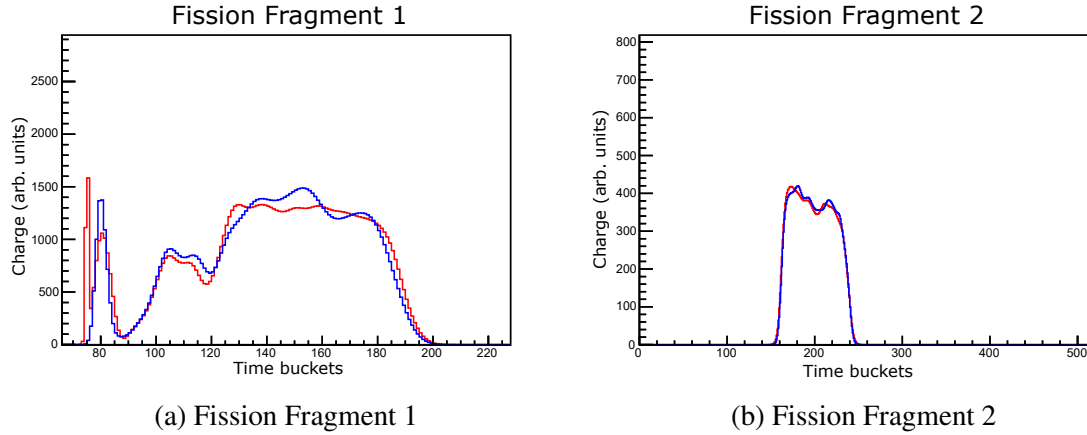 Fission Fragment 1
Charge (arb. units)
2500
2000
1500
1000
500
0
80 100 120 140 160 180 200 220
Time buckets
(a) Fission Fragment 1
Fission Fragment 2
Charge (arb. units)
800
700
600
500
400
300
200
100
0
0 100 200 300 400 500
Time buckets
(b) Fission Fragment 2